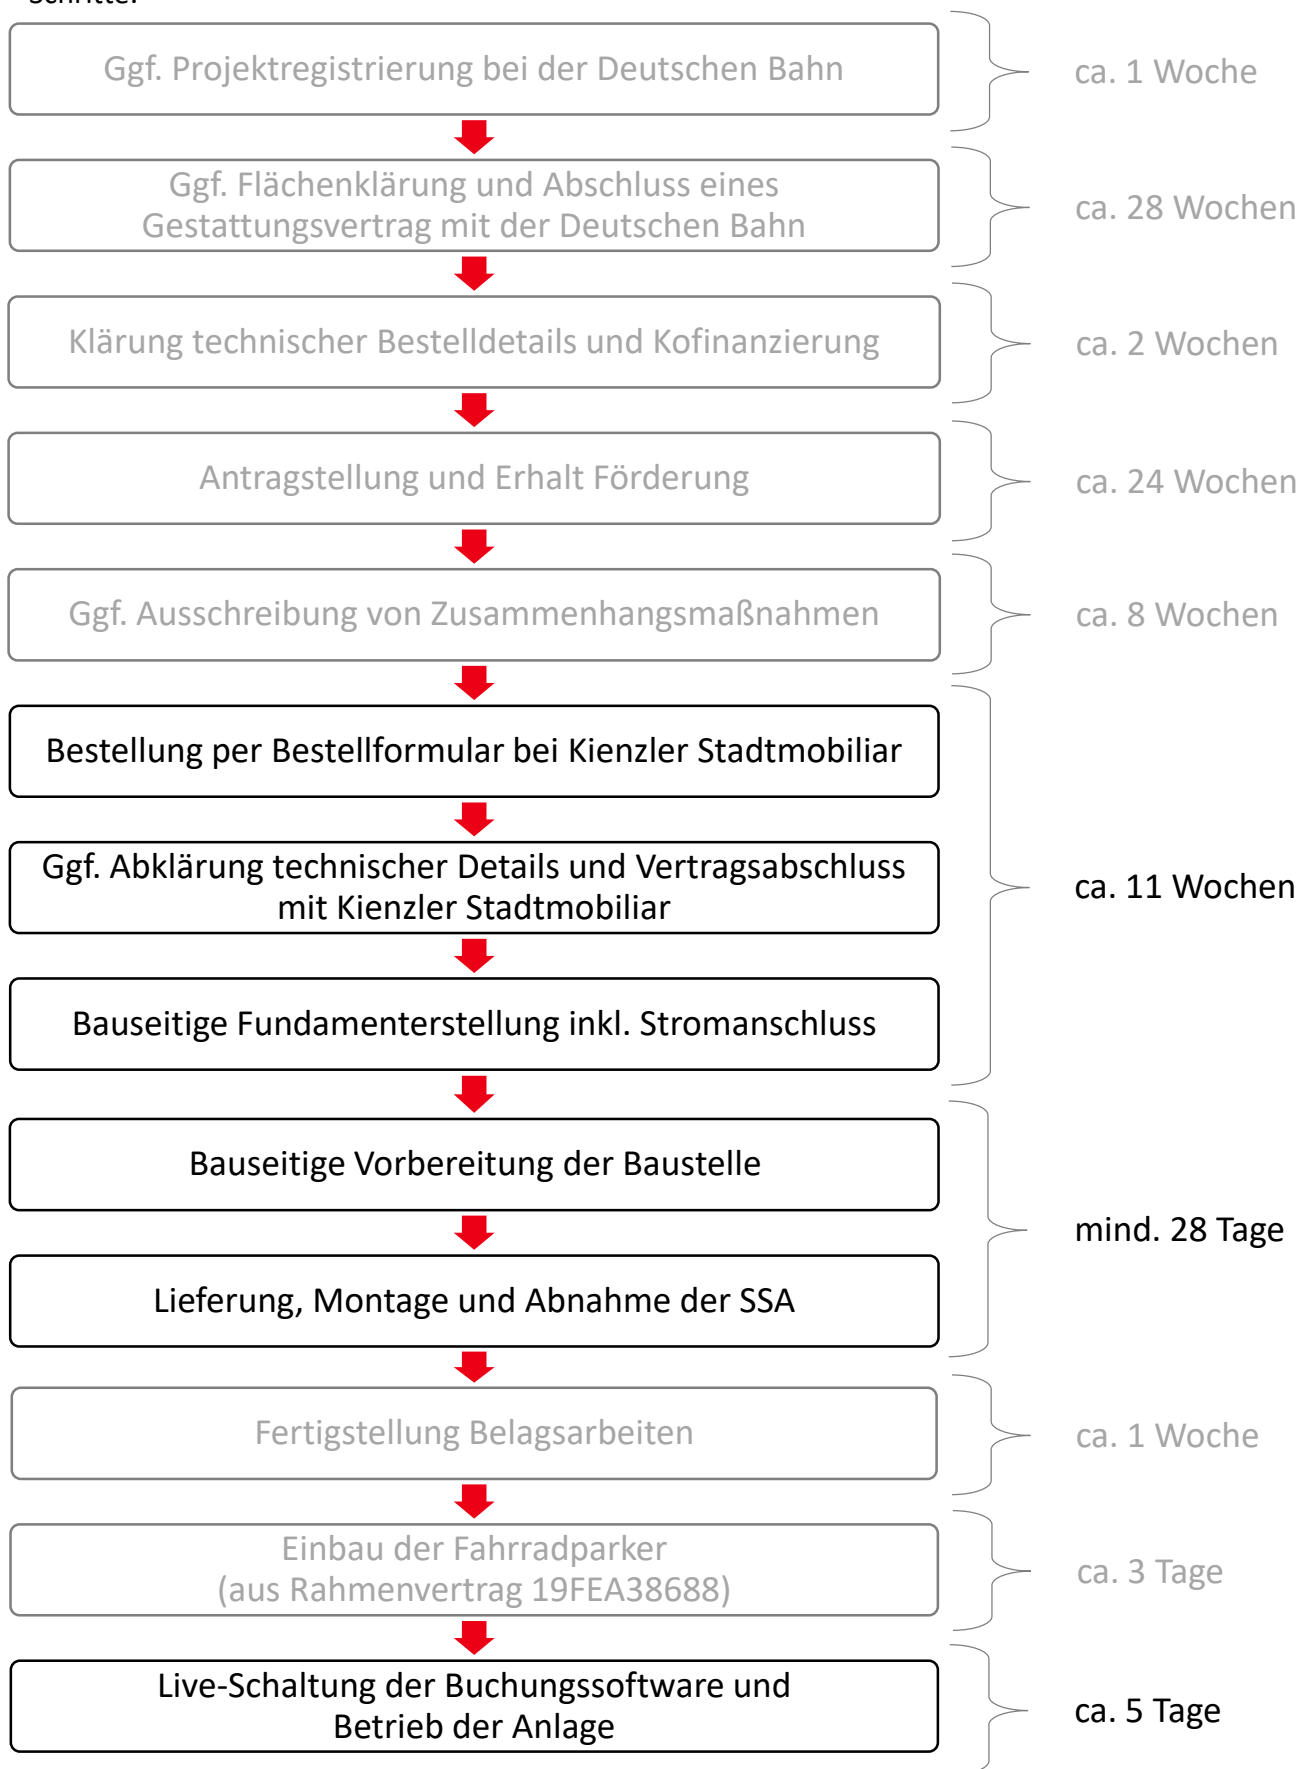 Schritte:
Ggf. Projektregistrierung bei der Deutschen Bahn
ca. 1 Woche
Ggf. Flächenklärung und Abschluss eines
Gestattungsvertrag mit der Deutschen Bahn
ca. 28 Wochen
Klärung technischer Bestelldetails und Kofinanzierung
ca. 2 Wochen
Antragstellung und Erhalt Förderung
ca. 24 Wochen
Ggf. Ausschreibung von Zusammenhangsmaßnahmen
ca. 8 Wochen
Bestellung per Bestellformular bei Kienzler Stadtmobiliar
Ggf. Abklärung technischer Details und Vertragsabschluss
mit Kienzler Stadtmobiliar
ca. 11 Wochen
Bauseitige Fundamenterstellung inkl. Stromanschluss
Bauseitige Vorbereitung der Baustelle
mind. 28 Tage
Lieferung, Montage und Abnahme der SSA
Fertigstellung Belagsarbeiten
ca. 1 Woche
Einbau der Fahrradparker
(aus Rahmenvertrag 19FEA38688)
ca. 3 Tage
Live-Schaltung der Buchungssoftware und
Betrieb der Anlage
ca. 5 Tage